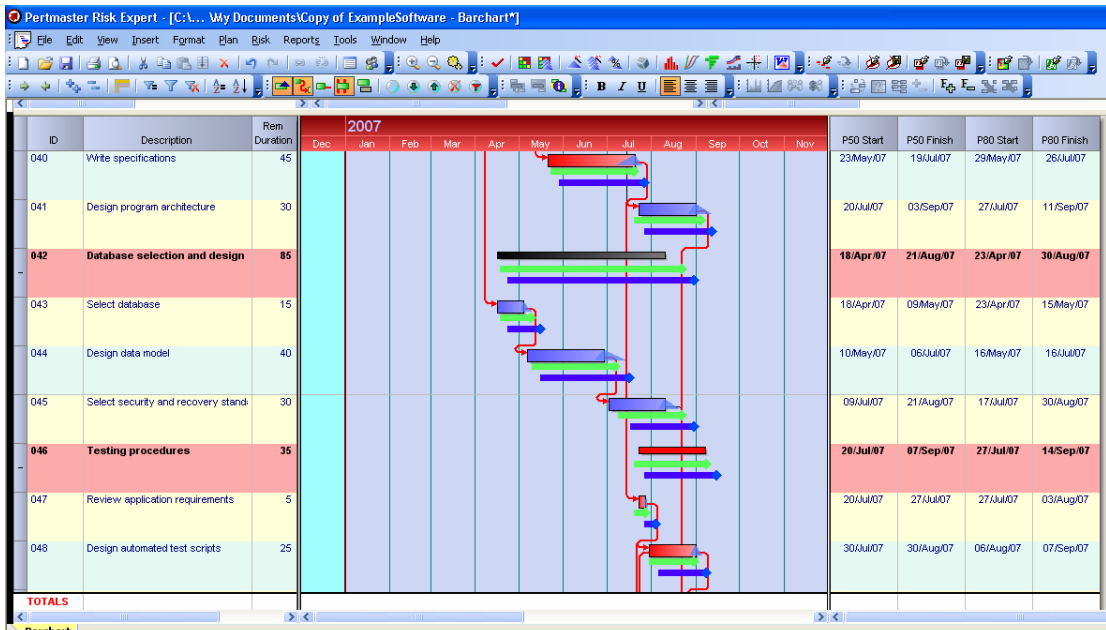 Pertmaster Risk Expert - [C:\... \My Documents\Copy of ExampleSoftware - Barchart*]
File Edit View Insert Format Plan Risk Reports Tools Window Help
B I U
ID Description Rem Duration 2007 P50 Start P50 Finish P80 Start P80 Finish
Dec Jan Feb Mar Apr May Jun Jul Aug Sep Oct Nov
040 Write specifications 45 23/May/07 19/Jul/07 29/May/07 26/Jul/07
041 Design program architecture 30 20/Jul/07 03/Sep/07 27/Jul/07 11/Sep/07
042 Database selection and design 85 18/Apr/07 21/Aug/07 23/Apr/07 30/Aug/07
043 Select database 15 18/Apr/07 09/May/07 23/Apr/07 15/May/07
044 Design data model 40 10/May/07 06/Jul/07 16/May/07 16/Jul/07
045 Select security and recovery stand 30 09/Jul/07 21/Aug/07 17/Jul/07 30/Aug/07
046 Testing procedures 35 20/Jul/07 07/Sep/07 27/Jul/07 14/Sep/07
047 Review application requirements 5 20/Jul/07 27/Jul/07 27/Jul/07 03/Aug/07
048 Design automated test scripts 25 30/Jul/07 30/Aug/07 06/Aug/07 07/Sep/07
TOTALS
Barchart